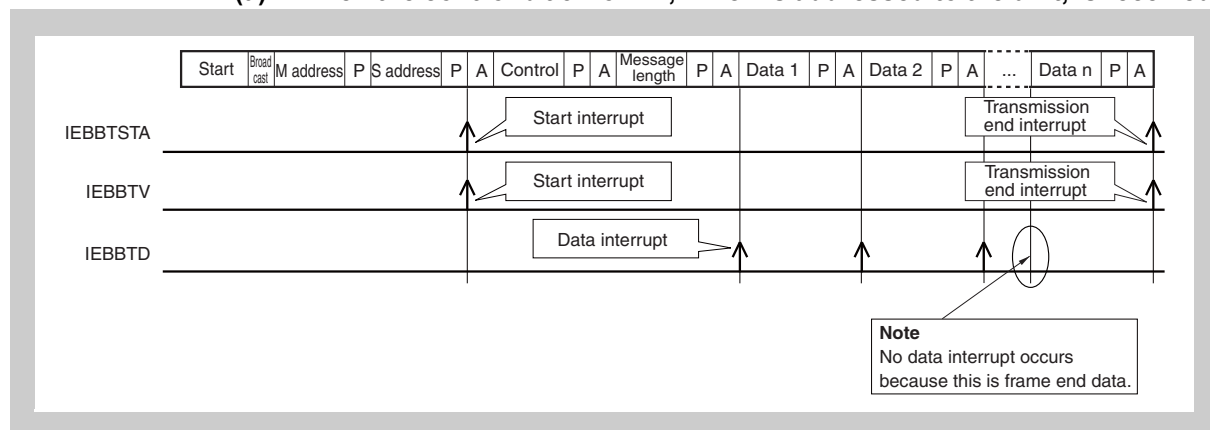 Start Broad cast M address P S address P A Control P A Message length P A Data 1 P A Data 2 P A ... Data n P A
IEBBTSTA
Start interrupt
Transmission
end interrupt
IEBBTV
Start interrupt
Transmission
end interrupt
IEBBTD
Data interrupt
Note
No data interrupt occurs
because this is frame end data.